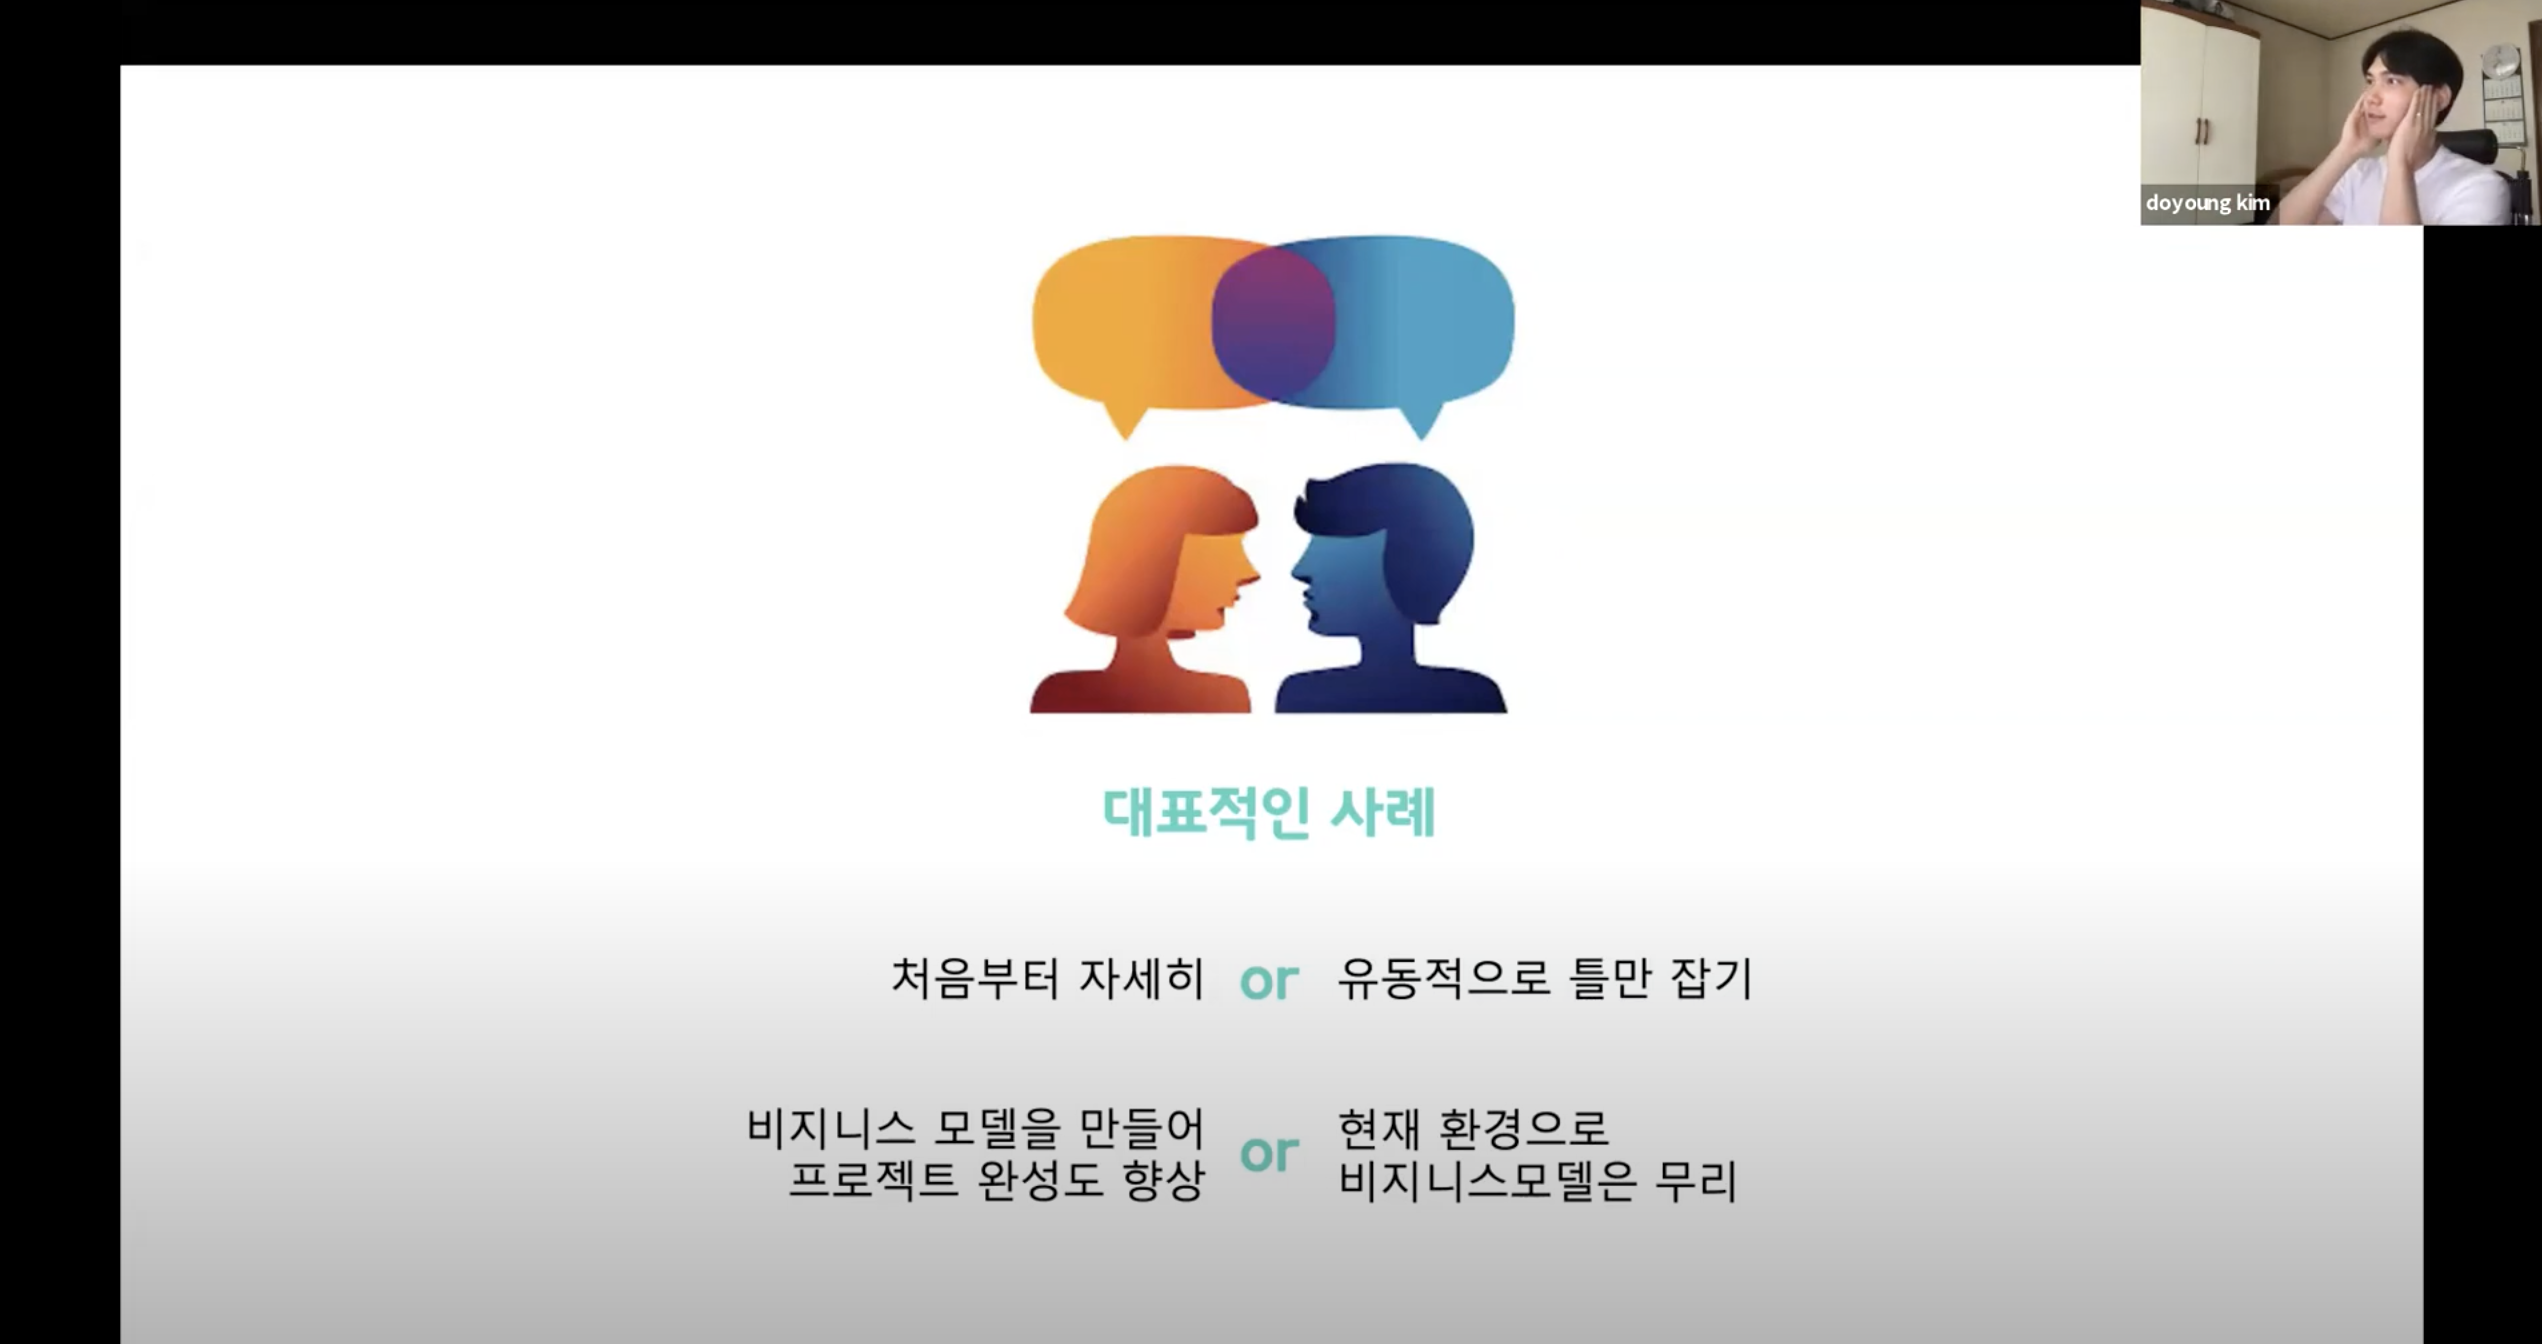 doyoung kim
대표적인 사례
처음부터 자세히 or 유동적으로 틀만 잡기
비지니스 모델을 만들어
프로젝트 완성도 향상
or
현재 환경으로
비지니스모델은 무리